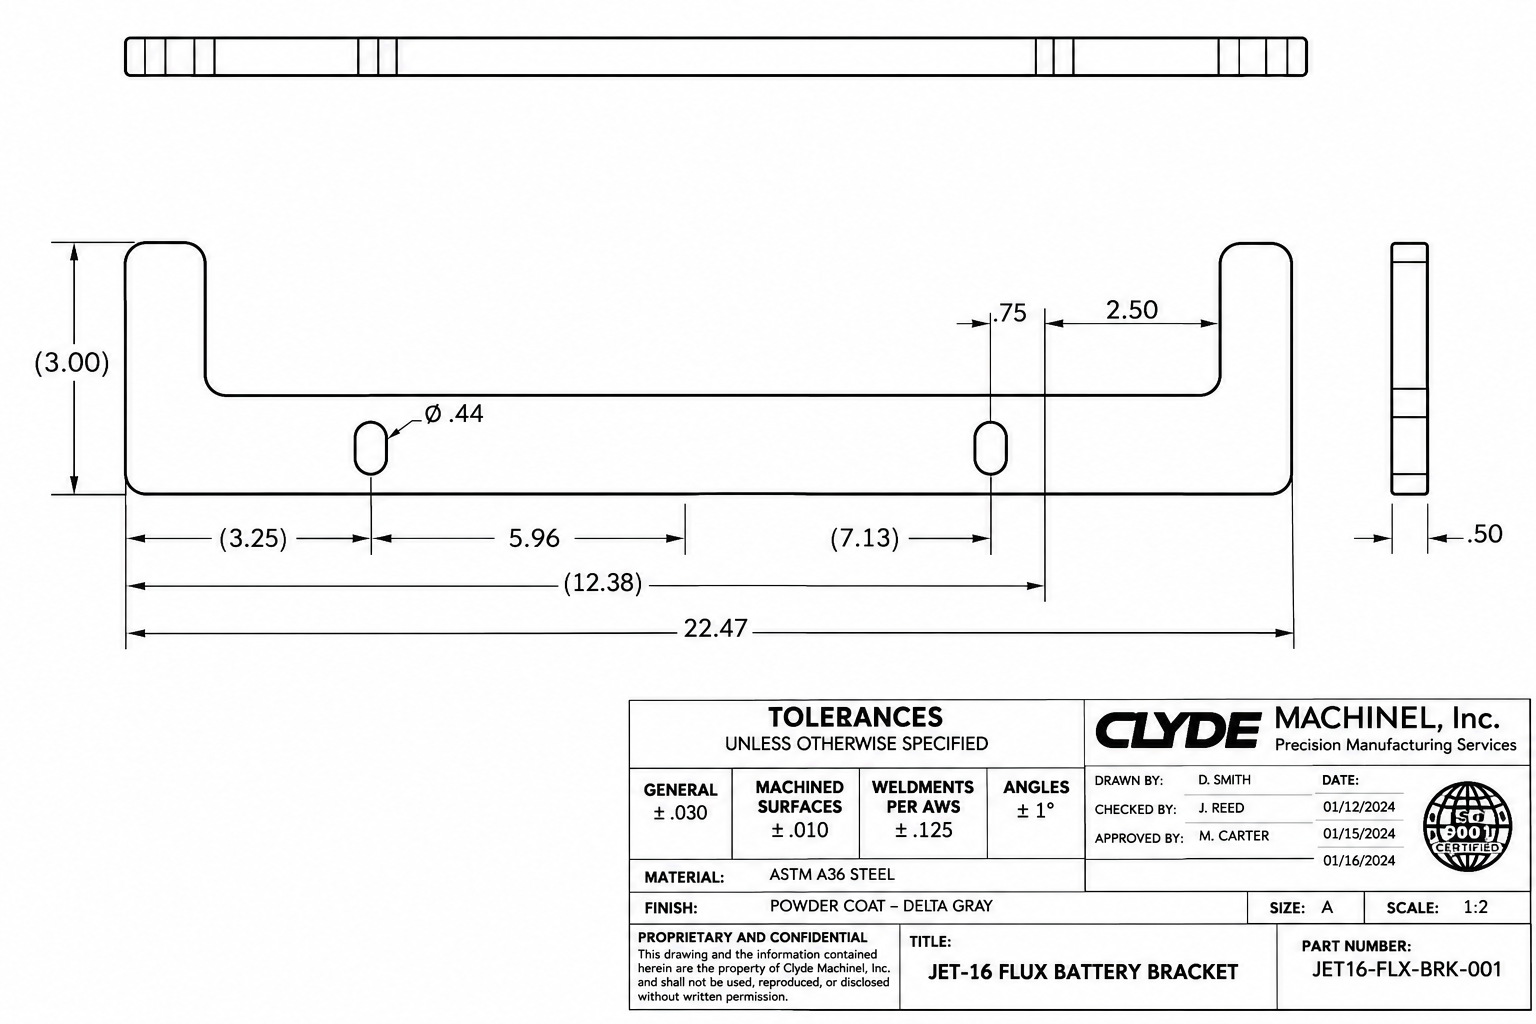 (3.00)
.75
2.50
Ø .44
(3.25)
5.96
(7.13)
.50
(12.38)
22.47
TOLERANCES
UNLESS OTHERWISE SPECIFIED
GENERAL
± .030
MACHINED
SURFACES
± .010
WELDMENTS
PER AWS
± .125
ANGLES
± 1°
MATERIAL: ASTM A36 STEEL
FINISH: POWDER COAT – DELTA GRAY
CLYDE MACHINEL, Inc.
Precision Manufacturing Services
DRAWN BY: D. SMITH DATE:
CHECKED BY: J. REED 01/12/2024
APPROVED BY: M. CARTER 01/15/2024
01/16/2024
9001
CERTIFIED
SIZE: A
SCALE: 1:2
PROPRIETARY AND CONFIDENTIAL
This drawing and the information contained
herein are the property of Clyde Machinel, Inc.
and shall not be used, reproduced, or disclosed
without written permission.
TITLE:
JET-16 FLUX BATTERY BRACKET
PART NUMBER:
JET16-FLX-BRK-001